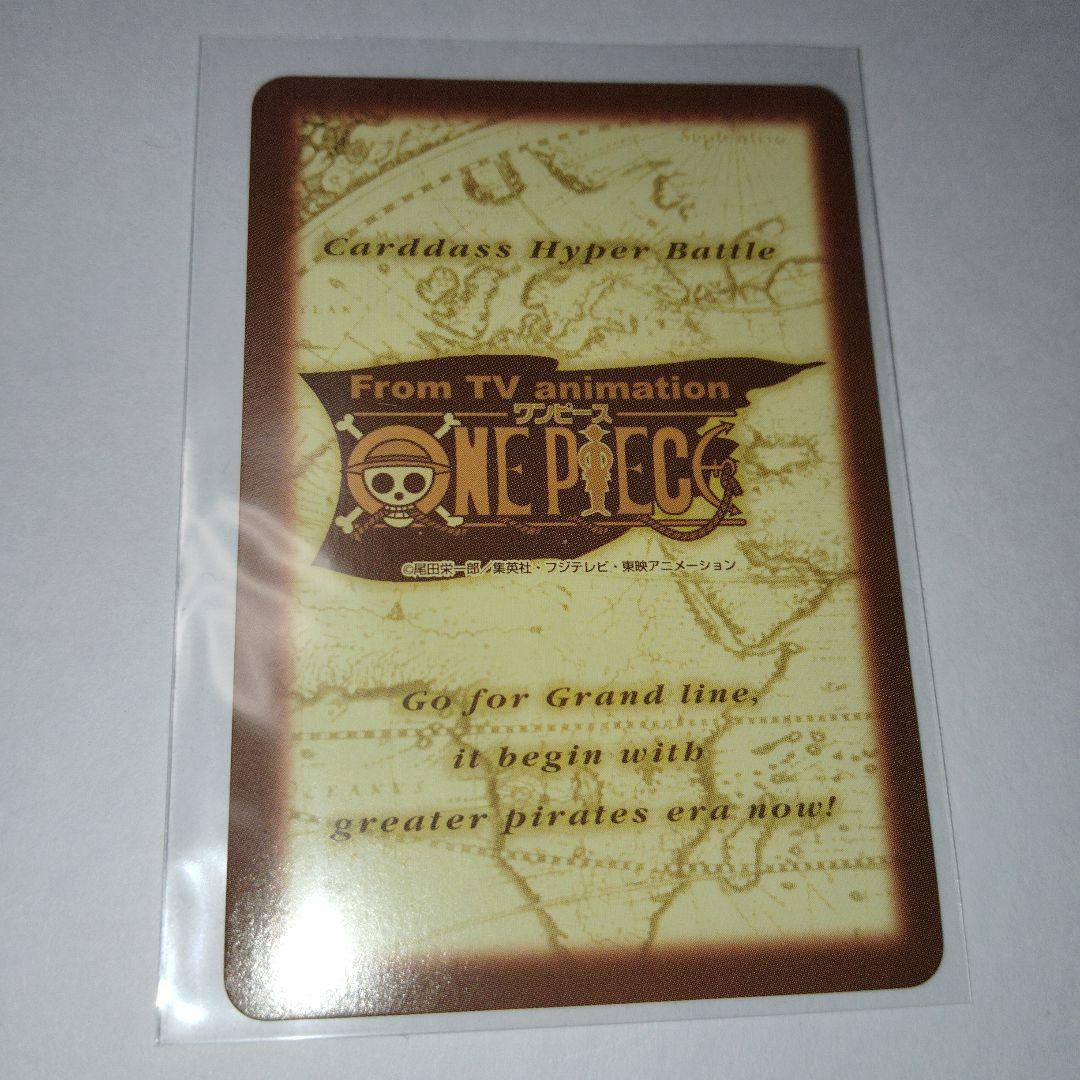 Septentrio
Carddass Hyper Battle
From TV animation
ワンピース
ONE PIECE
©尾田栄一郎／集英社・フジテレビ・東映アニメーション
Go for Grand line,
it begin with
greater pirates era now!